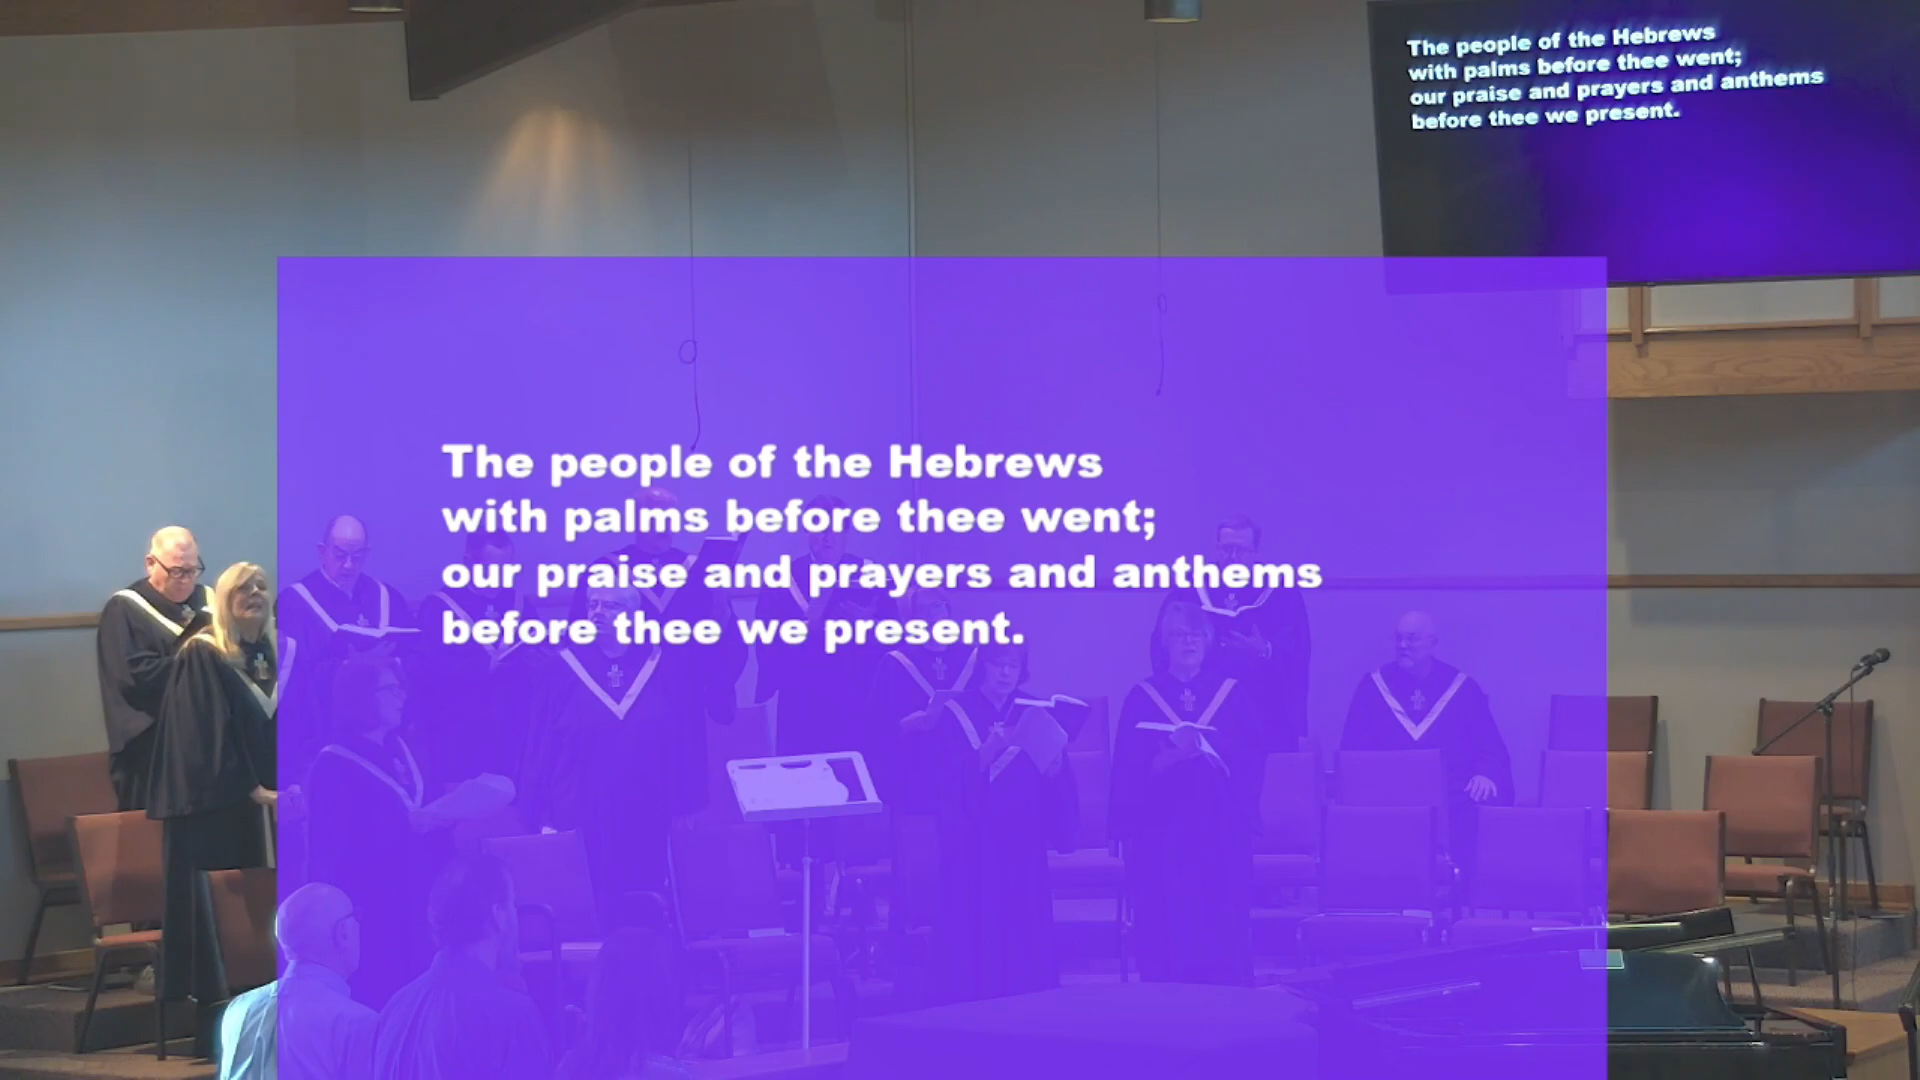 The people of the Hebrews
with palms before thee went;
our praise and prayers and anthems
before thee we present.
The people of the Hebrews
with palms before thee went;
our praise and prayers and anthems
before thee we present.